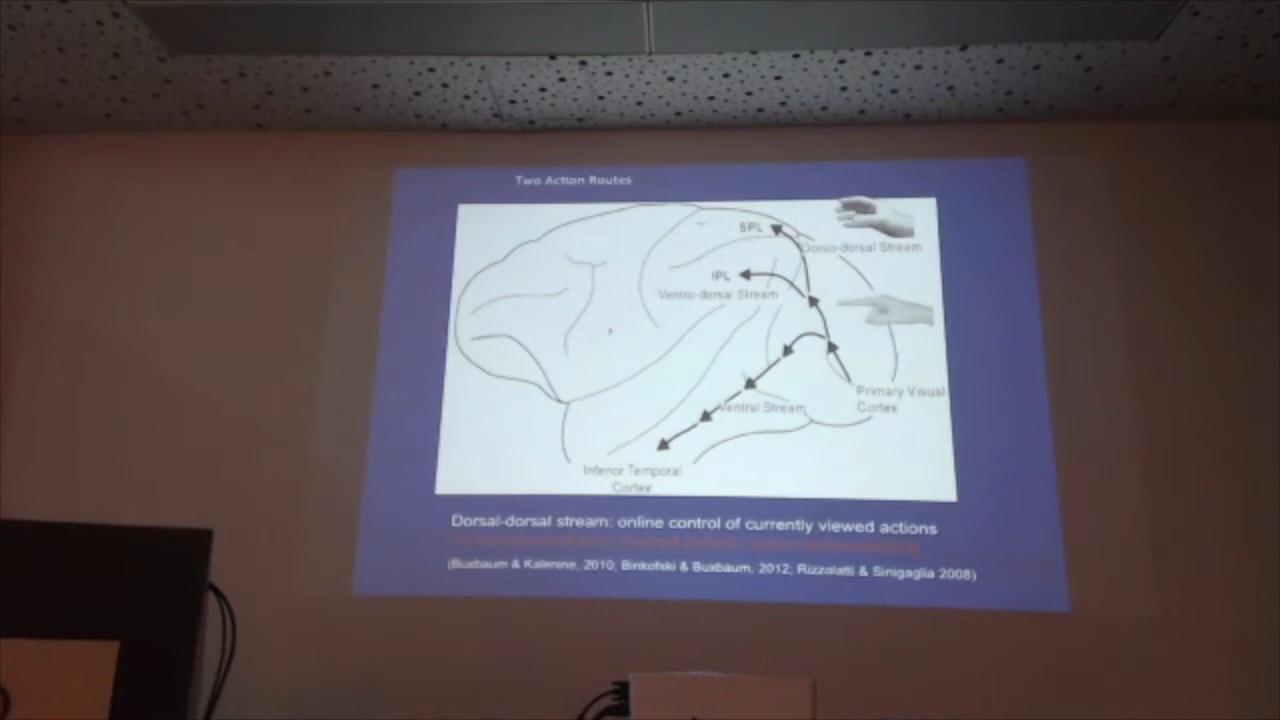 Two Action Routes
SPL
Dorso-dorsal Stream
IPL
Ventro-dorsal Stream
Primary Visual
Cortex
Ventral Stream
Inferior Temporal
Cortex
Dorsal-dorsal stream: online control of currently viewed actions
(Buxbaum & Kalenine, 2010; Binkofski & Buxbaum, 2012; Rizzolatti & Sinigaglia 2008)